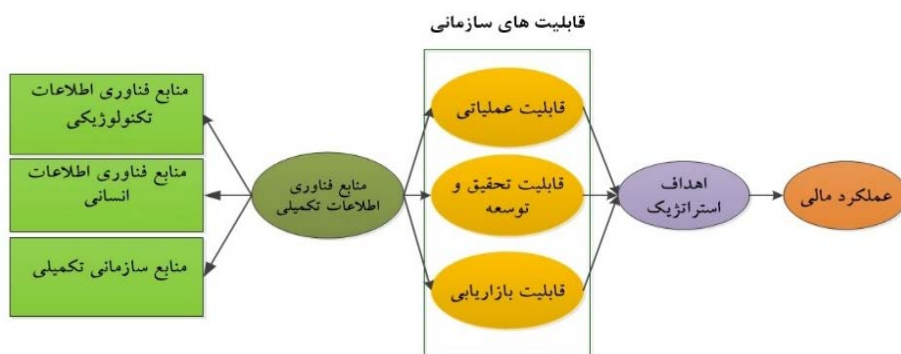 قابلیت های سازمانی
منابع فناوری اطلاعات
تکنولوژیکی
منابع فناوری اطلاعات
انسانی
منابع سازمانی تکمیلی
منابع فناوری
اطلاعات تکمیلی
قابلیت عملیاتی
قابلیت تحقیق و
توسعه
قابلیت بازاریابی
اهداف
استراتژیک
عملکرد مالی